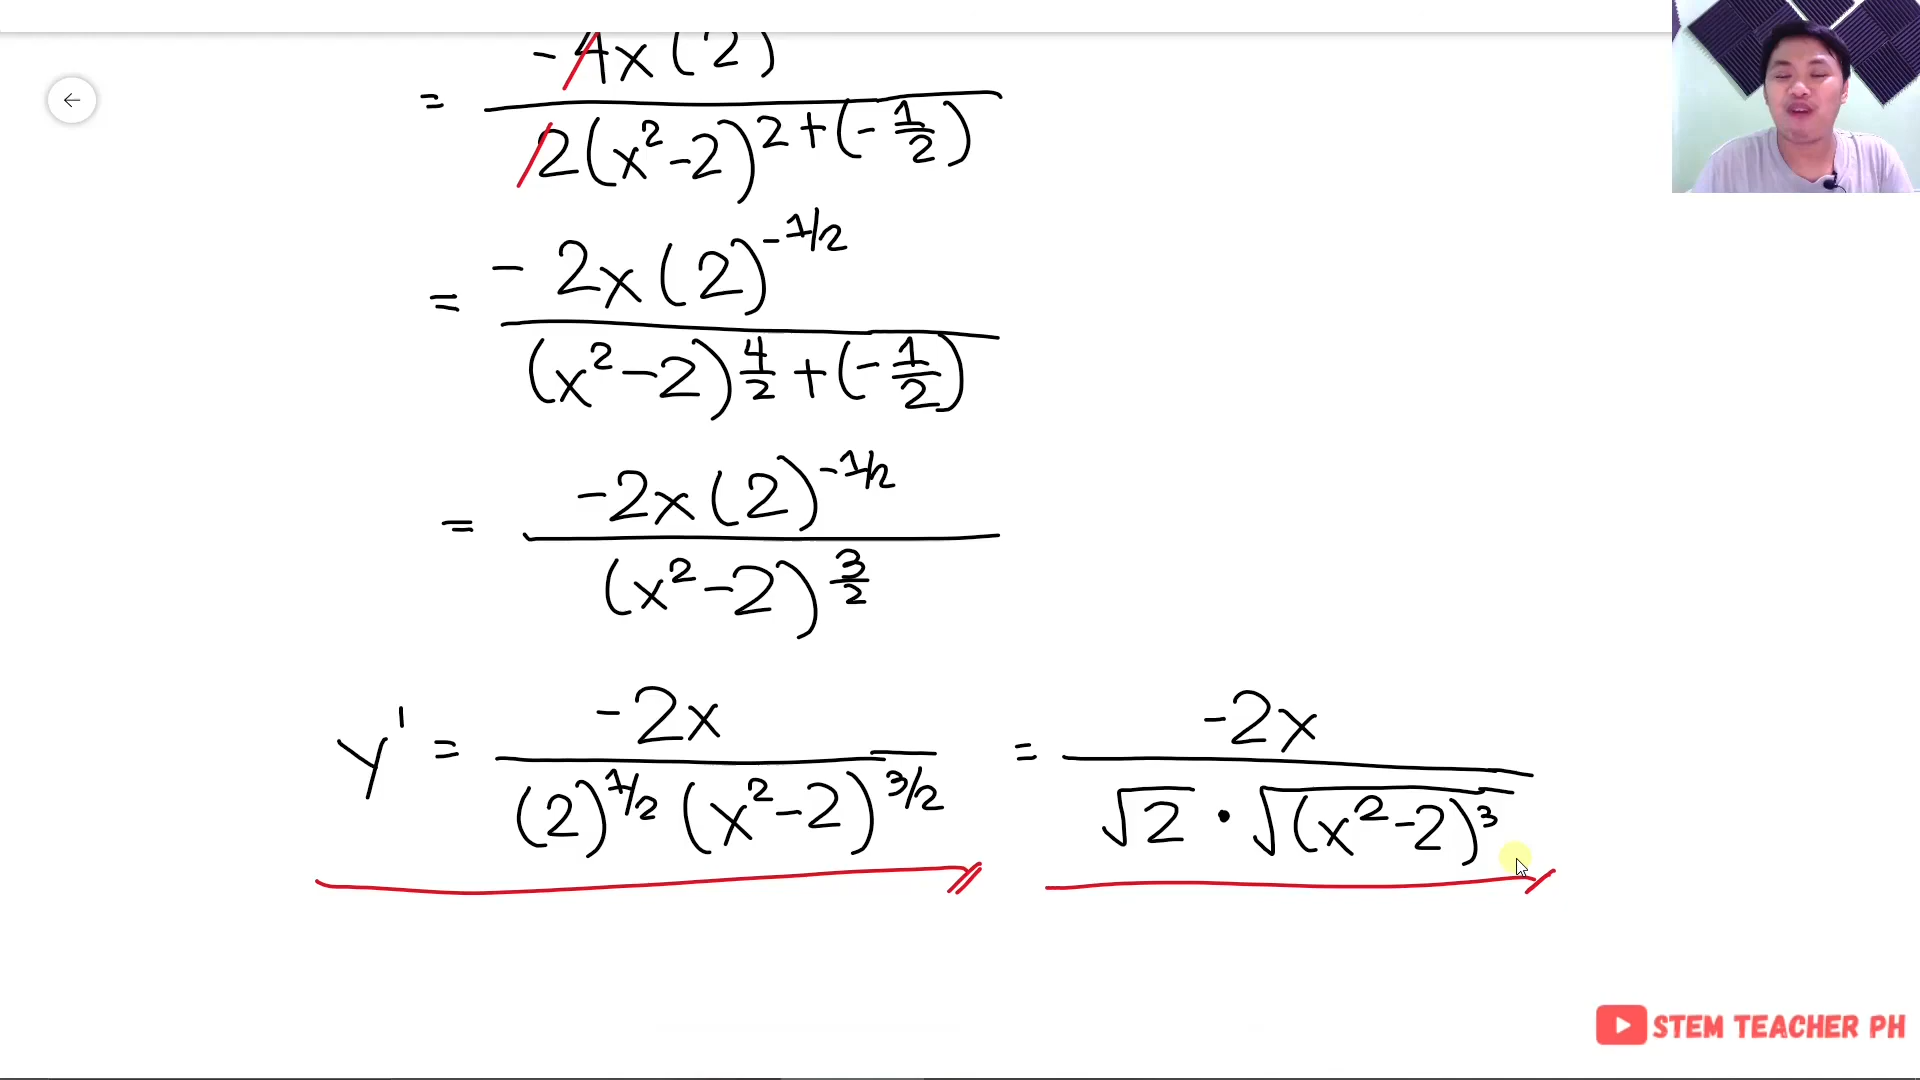 -4x(2)
= 2(x²-2)^2+(-1/2)
-2x(2)^-1/2
= (x²-2)^4/2+(-1/2)
-2x(2)^-1/2
= (x²-2)^3/2
y' = -2x / (2)^1/2 (x²-2)^3/2 = -2x / √2 · √(x²-2)³
STEM TEACHER PH